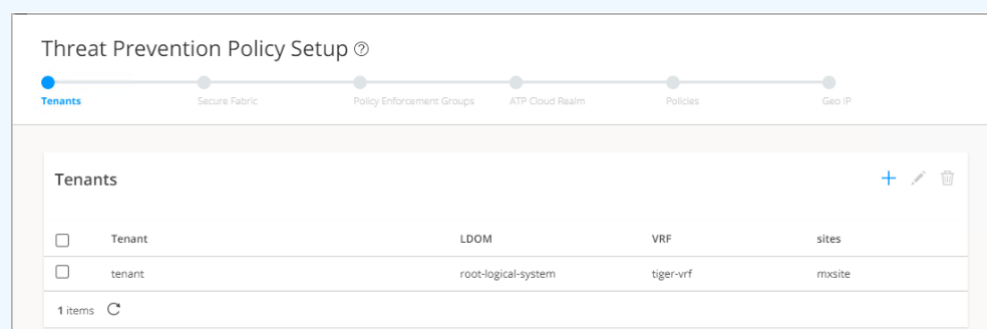 Threat Prevention Policy Setup ?
Tenants Secure Fabric Policy Enforcement Groups ATP Cloud Realm Policies Geo IP
Tenants
Tenant LDOM VRF sites
tenant root-logical-system tiger-vrf mxsite
1 items